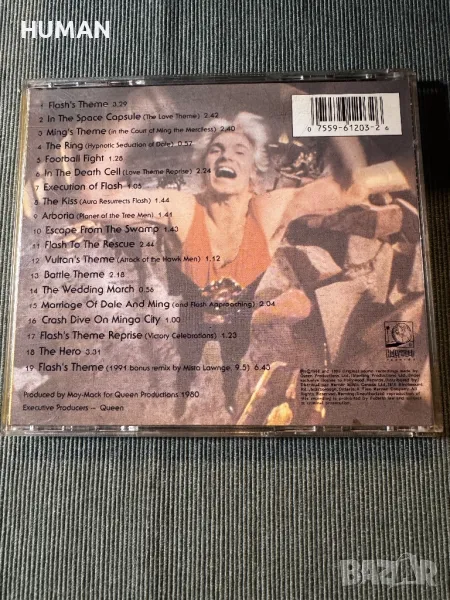 HUMAN
1 Flash's Theme 3.29
2 In The Space Capsule (The Love Theme) 2.42
3 Ming's Theme (in the Court of Ming the Merciless) 2.40
4 The Ring (Hypnotic Seduction of Dale) 0.57
5 Football Fight 1.28
6 In The Death Cell (Love Theme Reprise) 2.24
7 Execution of Flash 1.05
8 The Kiss (Aura Resurrects Flash) 1.44
9 Arboria (Planet of the Tree Men) 1.41
10 Escape From The Swamp 1.43
11 Flash To The Rescue 2.44
12 Vultan's Theme (Attack of the Hawk Men) 1.12
13 Battle Theme 2.18
14 The Wedding March 0.56
15 Marriage Of Dale And Ming (and Flash Approaching) 2.04
16 Crash Dive On Mingo City 1.00
17 Flash's Theme Reprise (Victory Celebrations) 1.23
18 The Hero 3.31
19 Flash's Theme (1991 bonus remix by Mista Lawnge. 9.5) 6.43
Produced by May-Mack for Queen Productions 1980
Executive Producers — Queen
0 7559-61203-2 6
BAZAR
bg